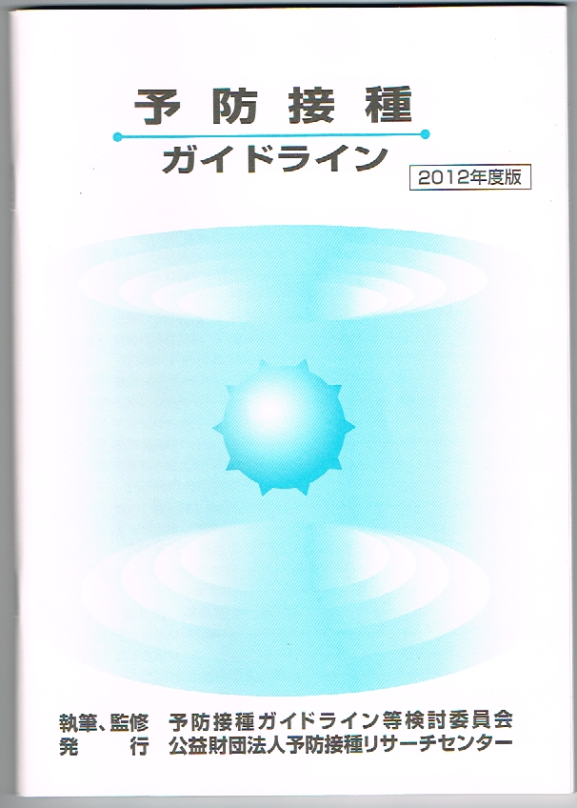 予防接種
ガイドライン
2012年度版
執筆、監修 予防接種ガイドライン等検討委員会
発行 公益財団法人予防接種リサーチセンター